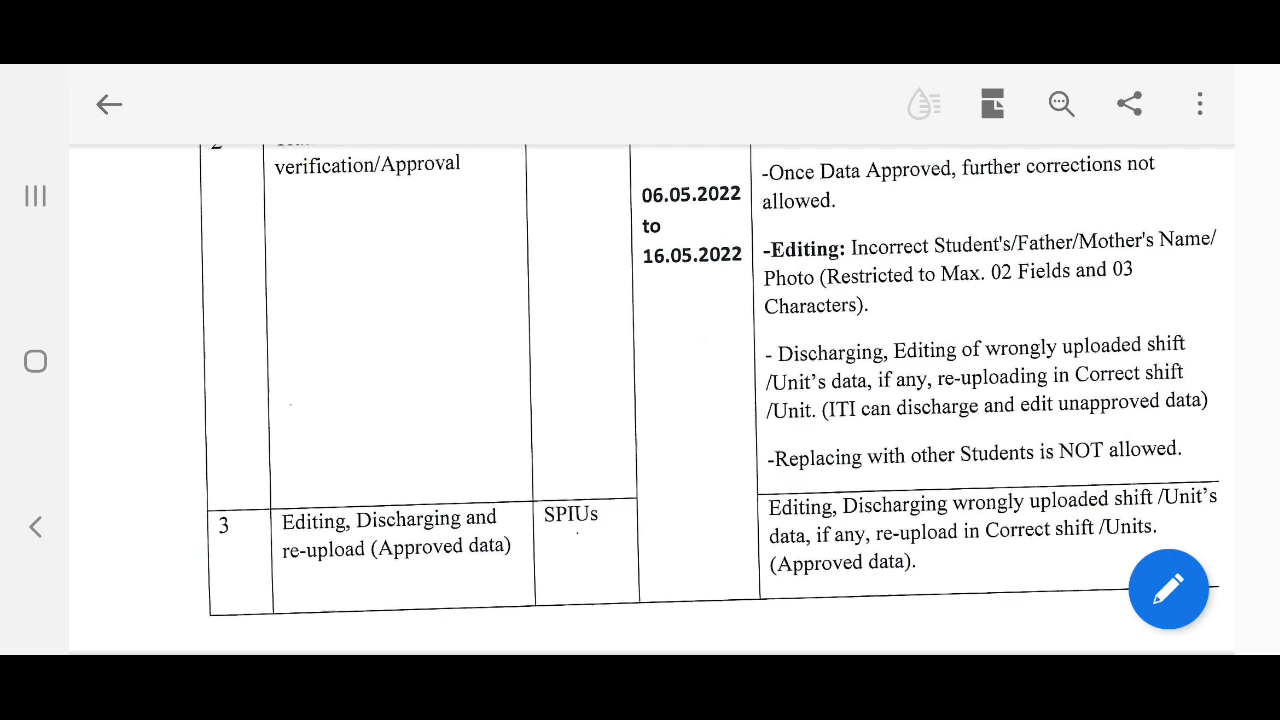 verification/Approval
06.05.2022
to
16.05.2022
-Once Data Approved, further corrections not
allowed.
-Editing: Incorrect Student's/Father/Mother's Name/
Photo (Restricted to Max. 02 Fields and 03
Characters).
- Discharging, Editing of wrongly uploaded shift
/Unit's data, if any, re-uploading in Correct shift
/Unit. (ITI can discharge and edit unapproved data)
-Replacing with other Students is NOT allowed.
3
Editing, Discharging and
re-upload (Approved data)
SPIUs
Editing, Discharging wrongly uploaded shift /Unit's
data, if any, re-upload in Correct shift /Units.
(Approved data).